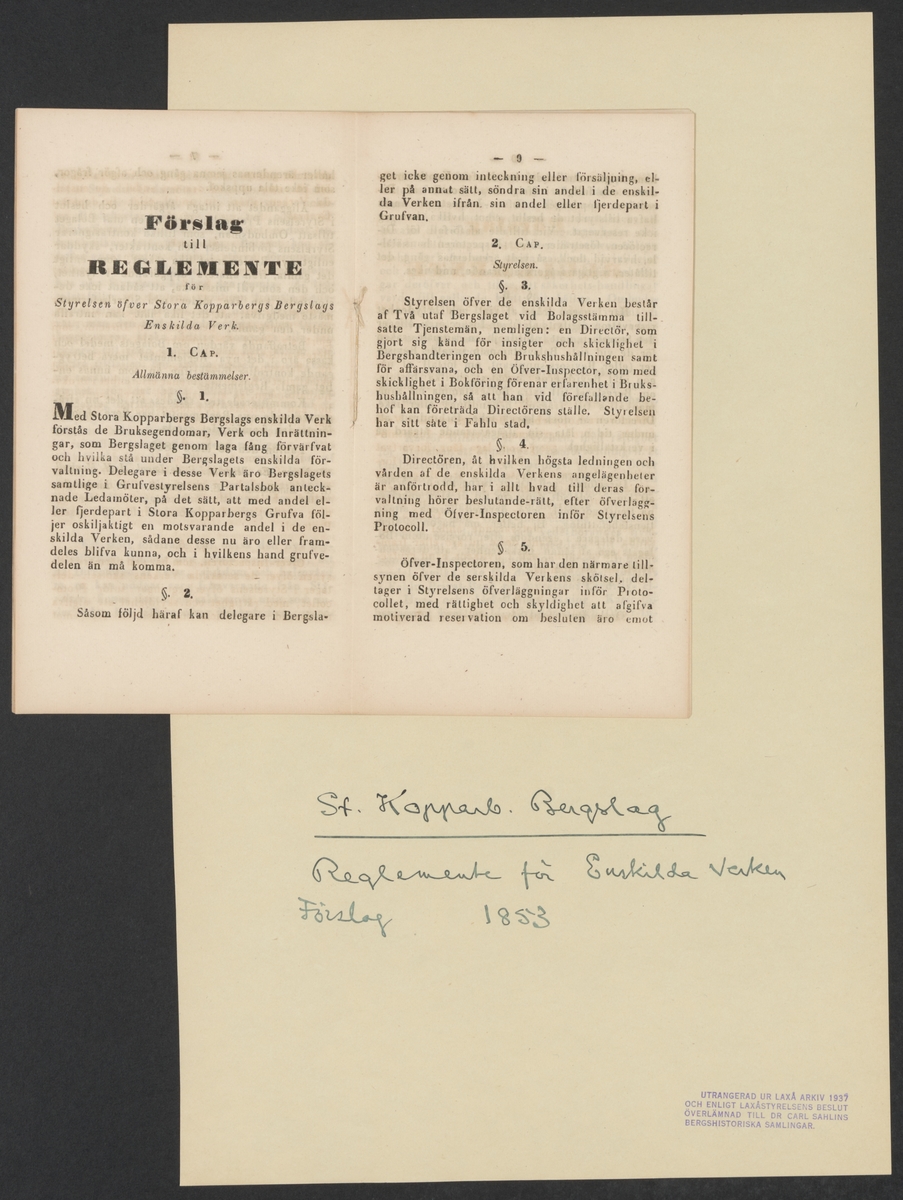 Förslag
till
REGLEMENTE
för
Styrelsen öfver Stora Kopparbergs Bergslags
Enskilda Verk.
1. CAP.
Allmänna bestämmelser.
§. 1.
Med Stora Kopparbergs Bergslags enskilda Verk
förstås de Bruksegendomar, Verk och Inrättnin-
gar, som Bergslaget genom laga fång förvärfvat
och hvilka stå under Bergslagets enskilda för-
valtning. Delegare i desse Verk äro Bergslagets
samtlige i Grufvestyrelsens Partalsbok anteck-
nade Ledamöter, på det sätt, att med andel el-
ler fjerdepart i Stora Kopparbergs Grufva föl-
jer oskiljaktigt en motsvarande andel i de en-
skilda Verken, sådane desse nu äro eller fram-
deles blifva kunna, och i hvilkens hand grufve-
delen än må komma.
§. 2.
Såsom följd häraf kan delegare i Bergsla-
— 9 —
get icke genom inteckning eller försäljning, el-
ler på annat sätt, söndra sin andel i de enskil-
da Verken ifrån sin andel eller fjerdepart i
Grufvan.
2. CAP.
Styrelsen.
§. 3.
Styrelsen öfver de enskilda Verken består
af Två utaf Bergslaget vid Bolagsstämma till-
satte Tjenstemän, nemligen: en Directör, som
gjort sig känd för insigter och skicklighet i
Bergshandteringen och Brukshushållningen samt
för affärsvana, och en Öfver-Inspector, som med
skicklighet i Bokföring förenar erfarenhet i Bruks-
hushållningen, så att han vid förefallande be-
hof kan företräda Directörens ställe. Styrelsen
har sitt säte i Fahlu stad.
§. 4.
Directören, åt hvilken högsta ledningen och
vården af de enskilda Verkens angelägenheter
är anförtrodd, har i allt hvad till deras för-
valtning hörer beslutande-rätt, efter öfverlägg-
ning med Öfver-Inspectoren inför Styrelsens
Protocoll.
§ 5.
Öfver-Inspectoren, som har den närmare till-
synen öfver de serskilda Verkens skötsel, del-
tager i Styrelsens öfverläggningar inför Proto-
collet, med rättighet och skyldighet att afgifva
motiverad reservation om besluten äro emot
St. Kopparb. Bergslag
Reglemente för Enskilda Verken
Förslag 1853
UTRANGERAD UR LAXÅ ARKIV 1937
OCH ENLIGT LAXÅSTYRELSENS BESLUT
ÖVERLÄMNAD TILL DR CARL SAHLINS
BERGSHISTORISKA SAMLINGAR.